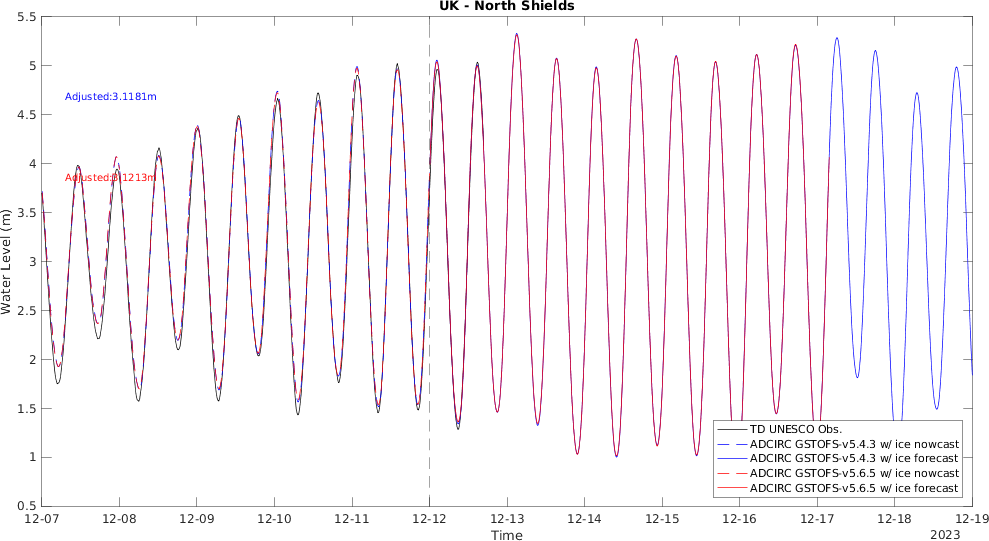 UK - North Shields
5.5
5
4.5
4
3.5
3
2.5
2
1.5
1
0.5
Water Level (m)
Adjusted:3.1181m
Adjusted:3.1213m
TD UNESCO Obs.
ADCIRC GSTOFS-v5.4.3 w/ ice nowcast
ADCIRC GSTOFS-v5.4.3 w/ ice forecast
ADCIRC GSTOFS-v5.6.5 w/ ice nowcast
ADCIRC GSTOFS-v5.6.5 w/ ice forecast
12-07 12-08 12-09 12-10 12-11 12-12 12-13 12-14 12-15 12-16 12-17 12-18 12-19
Time
2023